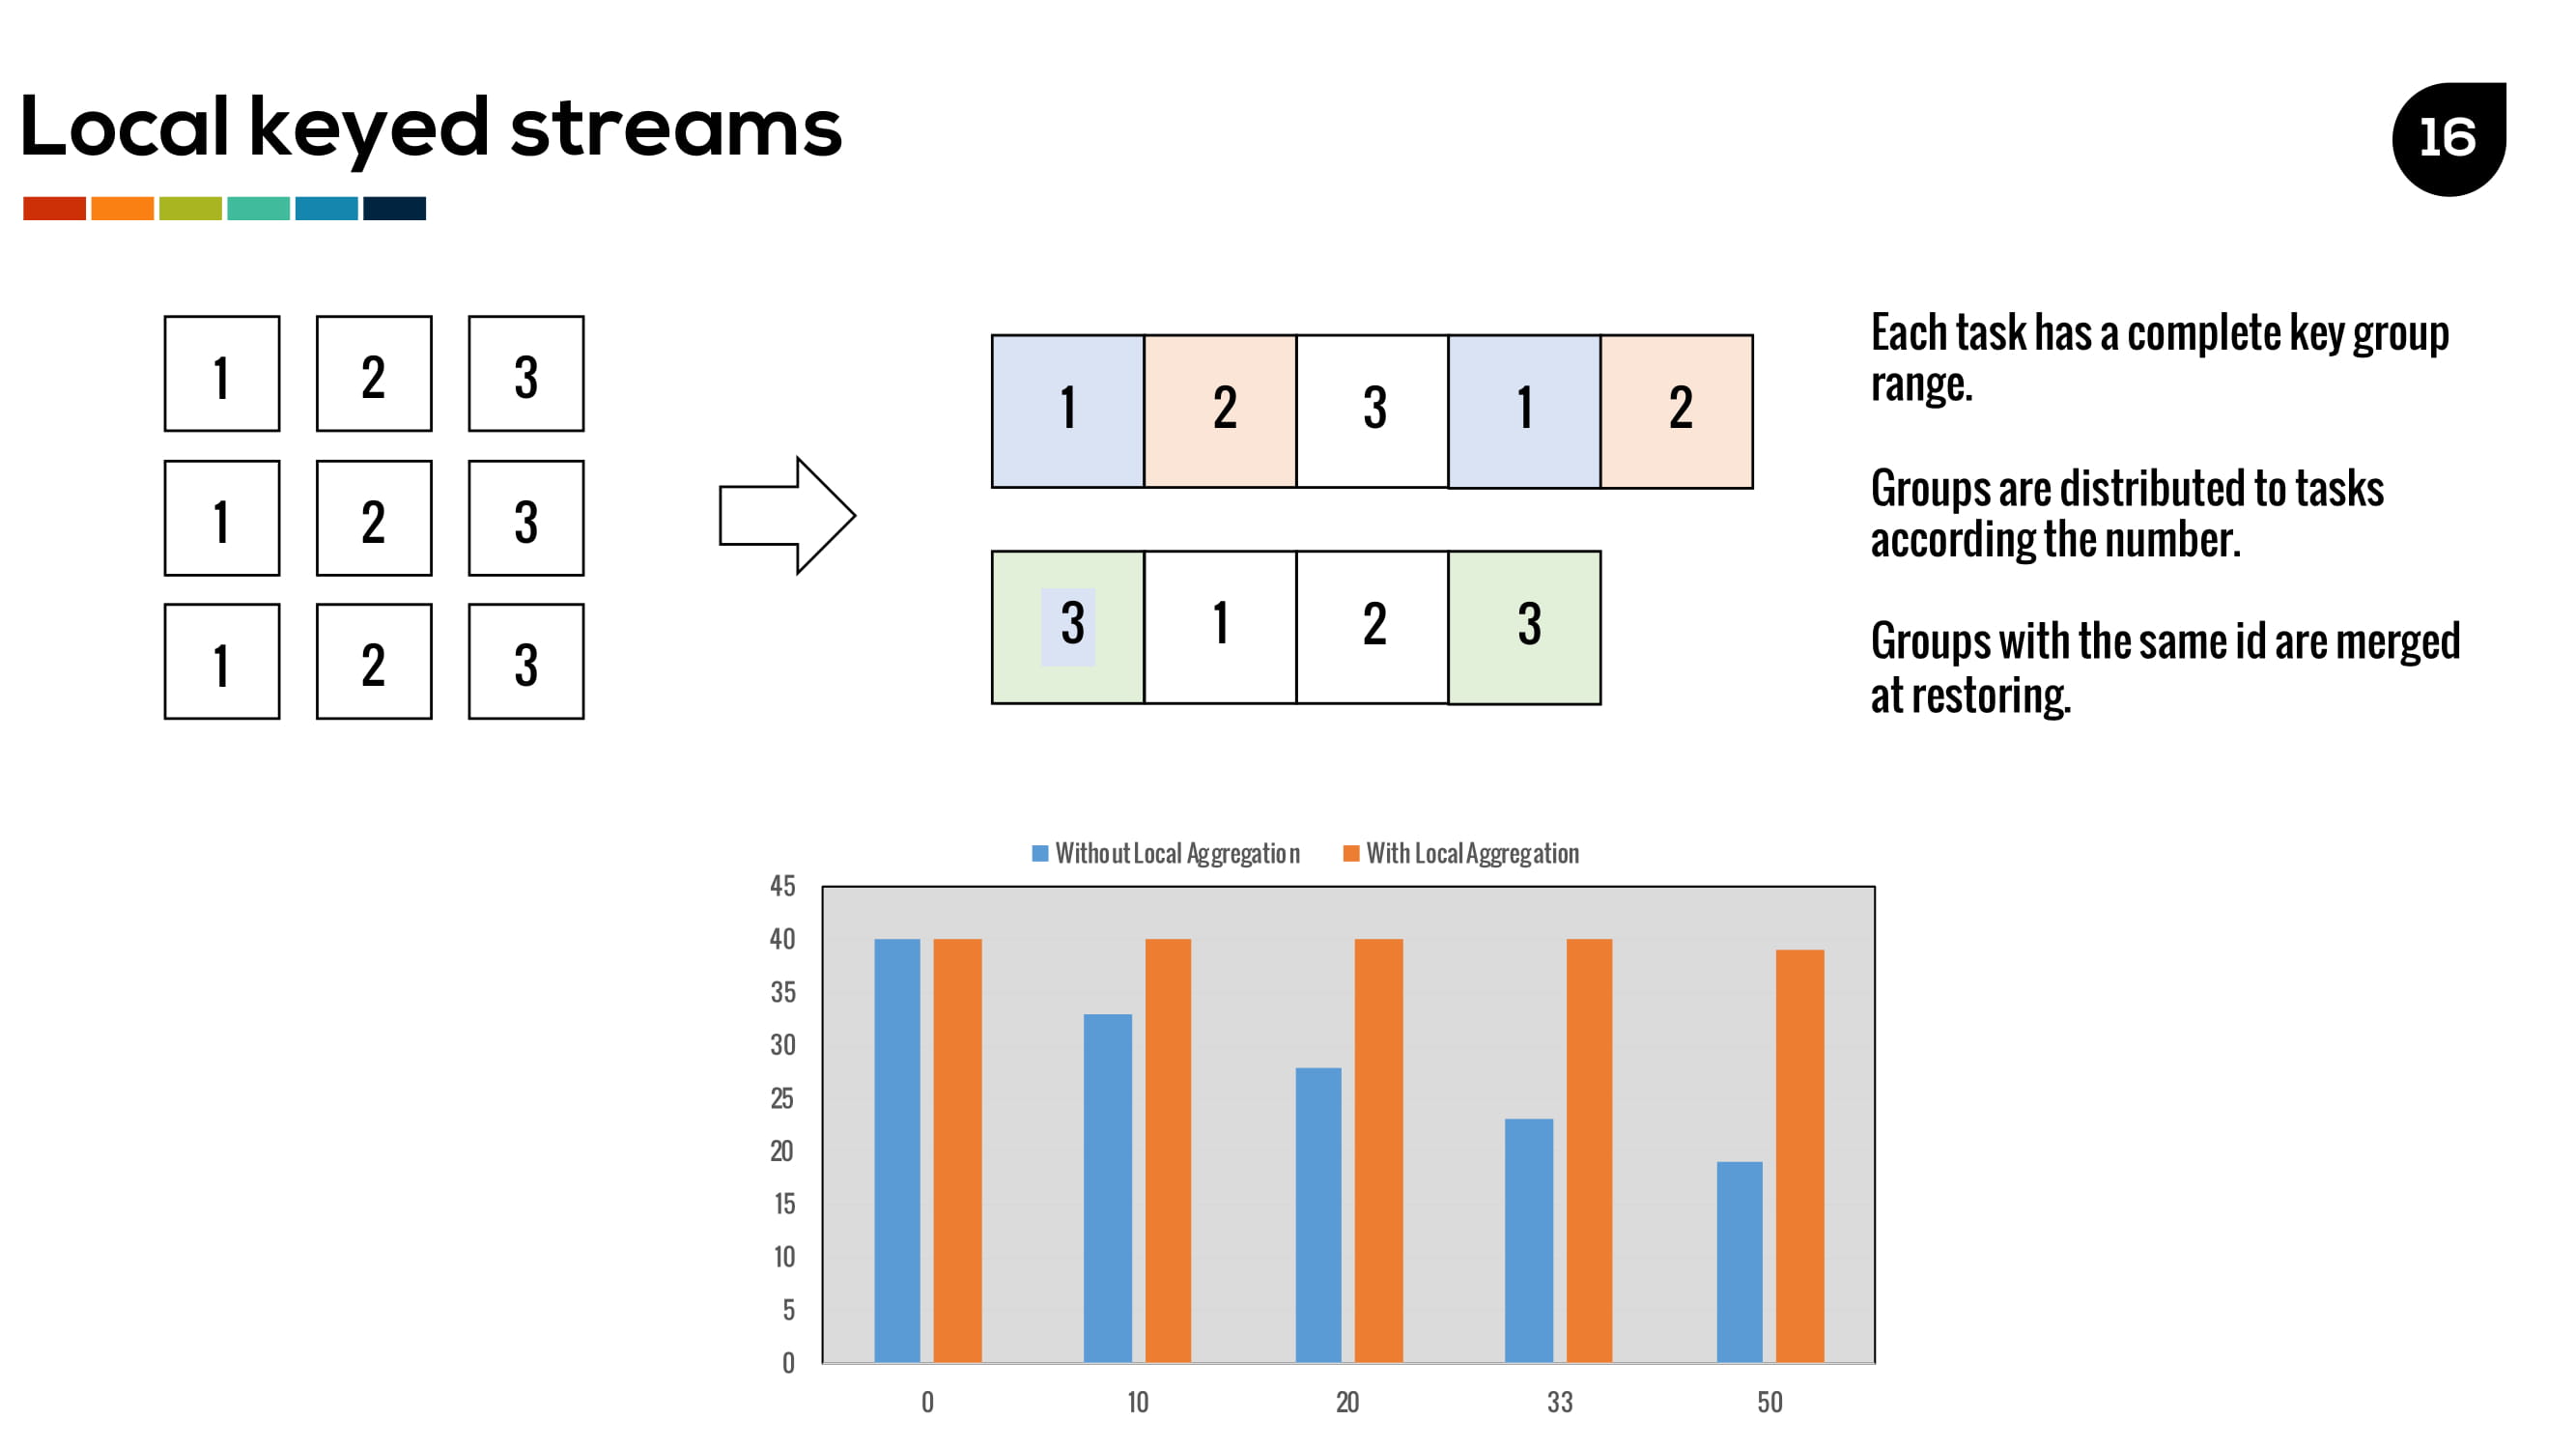 Local keyed streams
16
1 2 3
1 2 3
1 2 3
1 2 3 1 2
3 1 2 3
Each task has a complete key group
range.
Groups are distributed to tasks
according the number.
Groups with the same id are merged
at restoring.
Without Local Aggregation With Local Aggregation
45
40
35
30
25
20
15
10
5
0
0 10 20 33 50